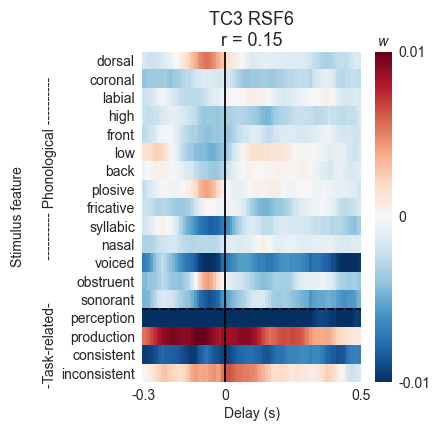 TC3 RSF6
r = 0.15
w
dorsal
coronal
labial
high
front
low
back
plosive
fricative
syllabic
nasal
voiced
obstruent
sonorant
perception
production
consistent
inconsistent
Stimulus feature
-Task-related- ---------- Phonological ----------
0.01
0
-0.01
-0.3 0 0.5
Delay (s)